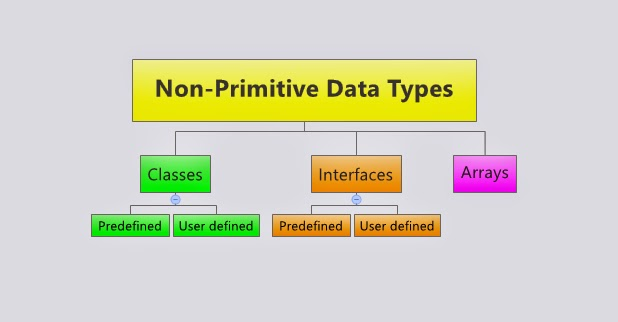 Non-Primitive Data Types
Classes
Interfaces
Arrays
Predefined
User defined
Predefined
User defined